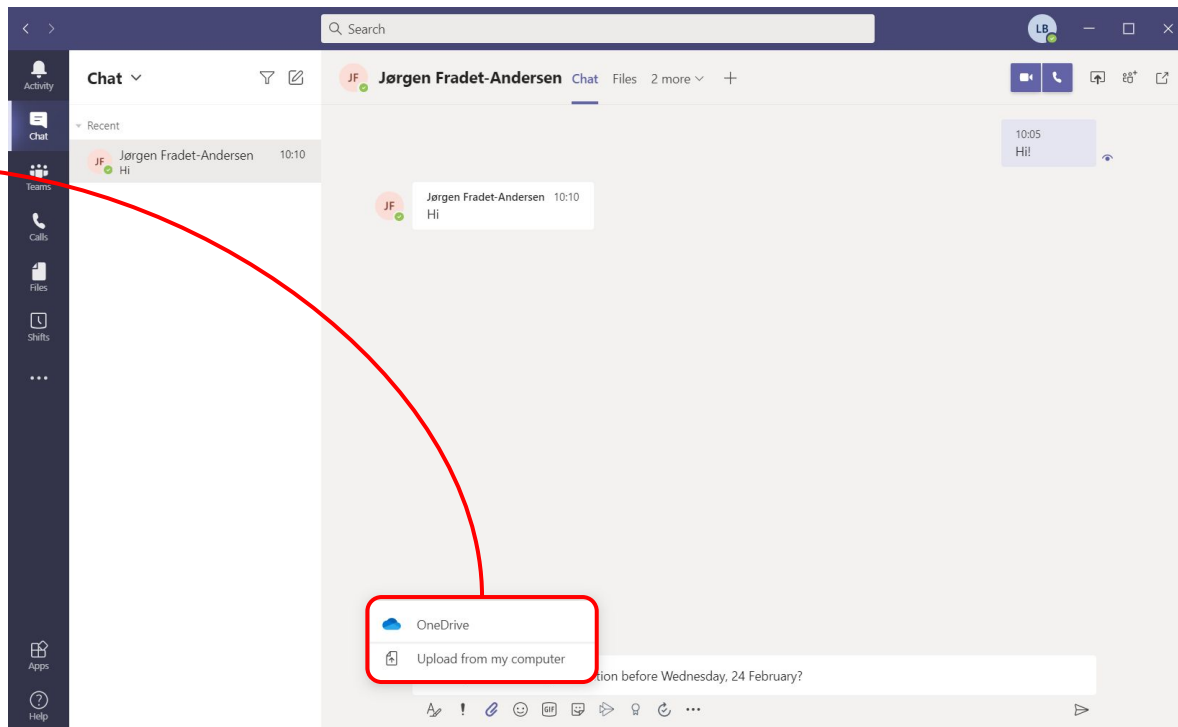 Search
LB
Activity
Chat
Teams
Calls
Files
Shifts
Apps
Help
Chat
Recent
JF Jørgen Fradet-Andersen 10:10
Hi
JF Jørgen Fradet-Andersen Chat Files 2 more
10:05
Hi!
JF Jørgen Fradet-Andersen 10:10
Hi
OneDrive
Upload from my computer
before Wednesday, 24 February?
GIF